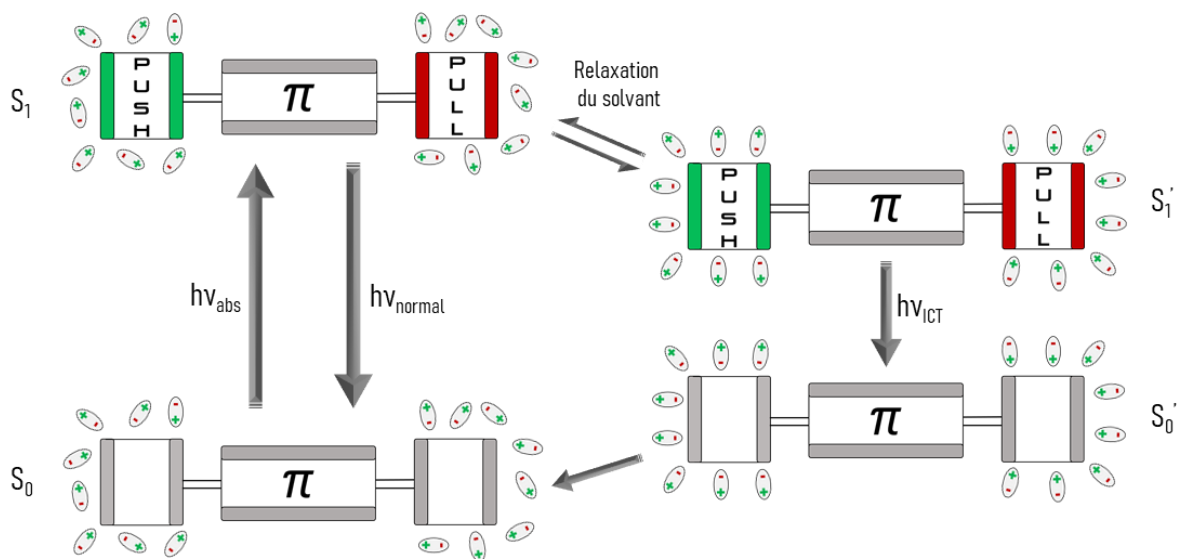 S1
PUSH
π
PULL
Relaxation
du solvant
PUSH
π
PULL
S1'
hνabs
hνnormal
hνICT
S0
π
π
S0'